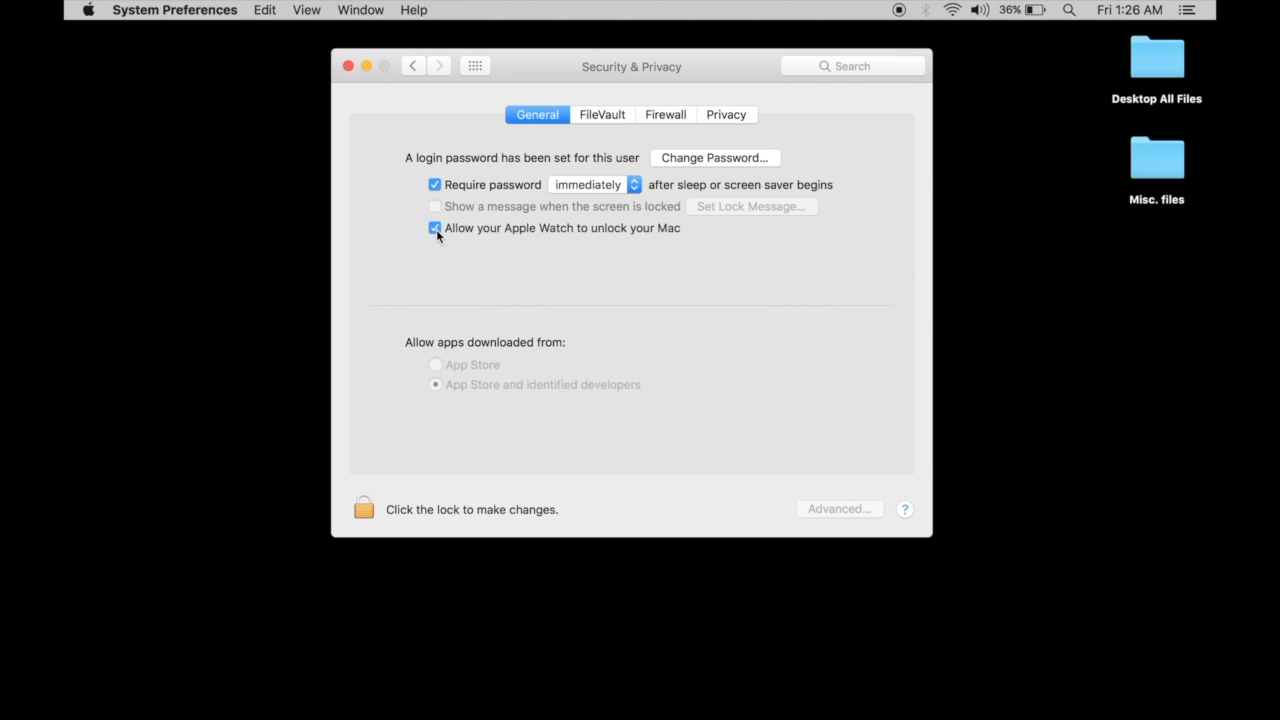 System Preferences Edit View Window Help 36% Fri 1:26 AM
Security & Privacy Search
Desktop All Files
General FileVault Firewall Privacy
A login password has been set for this user Change Password...
Require password immediately after sleep or screen saver begins
Show a message when the screen is locked Set Lock Message...
Misc. files
Allow your Apple Watch to unlock your Mac
Allow apps downloaded from:
App Store
App Store and identified developers
Click the lock to make changes. Advanced... ?